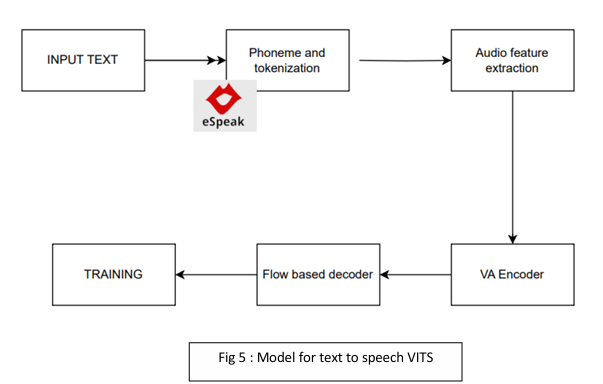 INPUT TEXT
Phoneme and
tokenization
eSpeak
Audio feature
extraction
VA Encoder
Flow based decoder
TRAINING
Fig 5 : Model for text to speech VITS